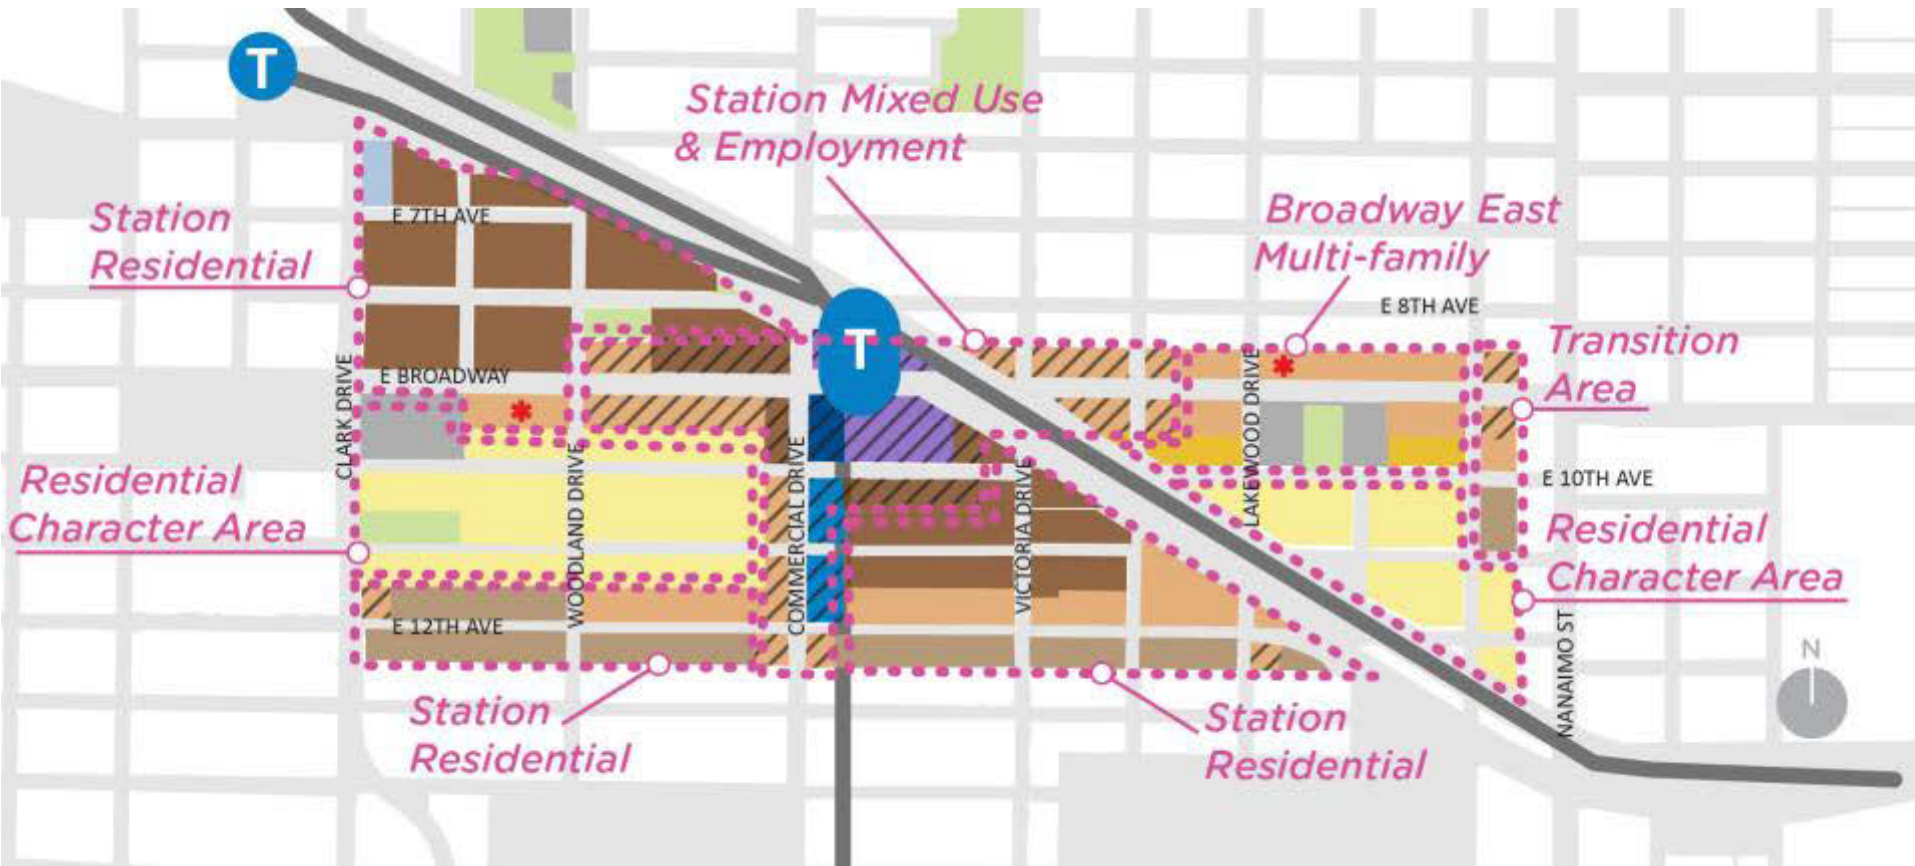 T
Station Mixed Use
& Employment
Station
Residential
E 7TH AVE
Broadway East
Multi-family
E 8TH AVE
T
Transition
Area
E BROADWAY
CLARK DRIVE
LAKEWOOD DRIVE
*
*
Residential
Character Area
WOODLAND DRIVE
COMMERCIAL DRIVE
VICTORIA DRIVE
E 10TH AVE
Residential
Character Area
E 12TH AVE
NANAIMO ST
N
Station
Residential
Station
Residential